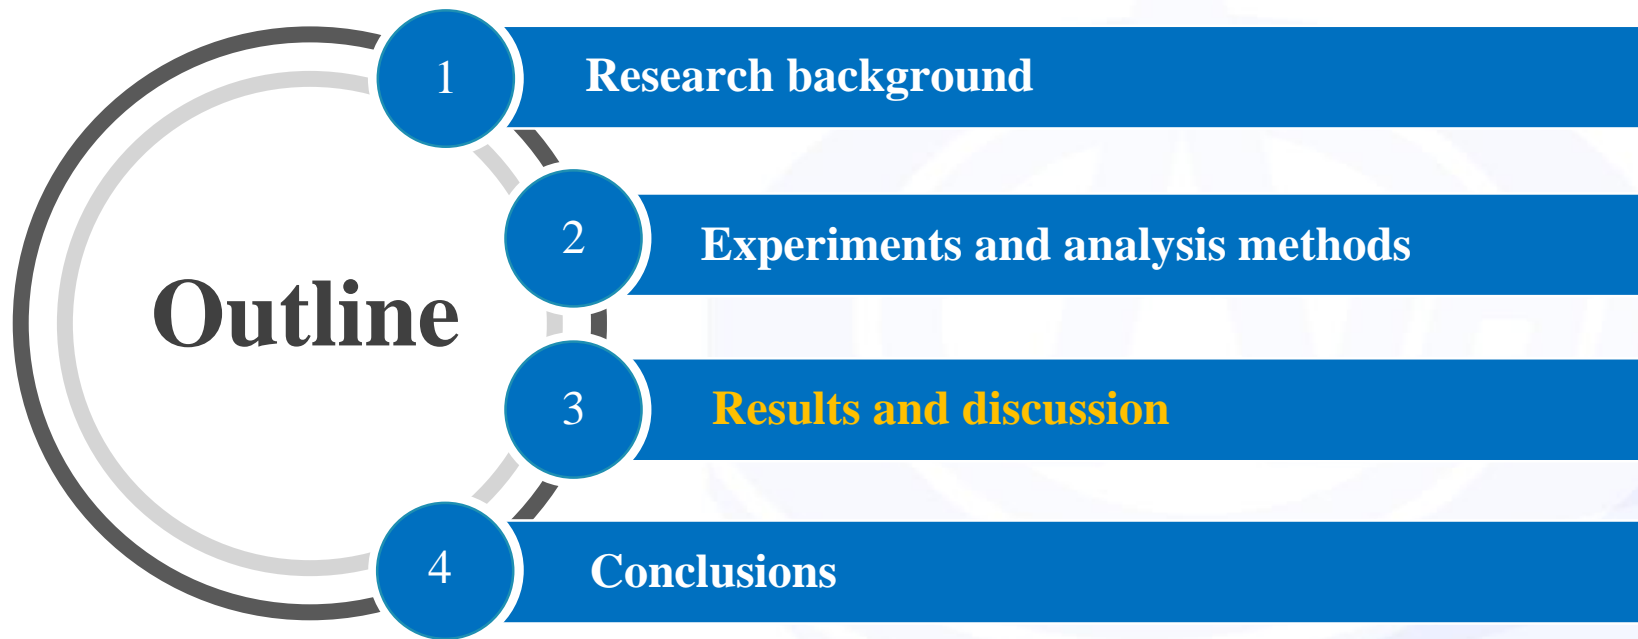 1
Research background
2
Experiments and analysis methods
Outline
3
Results and discussion
4
Conclusions